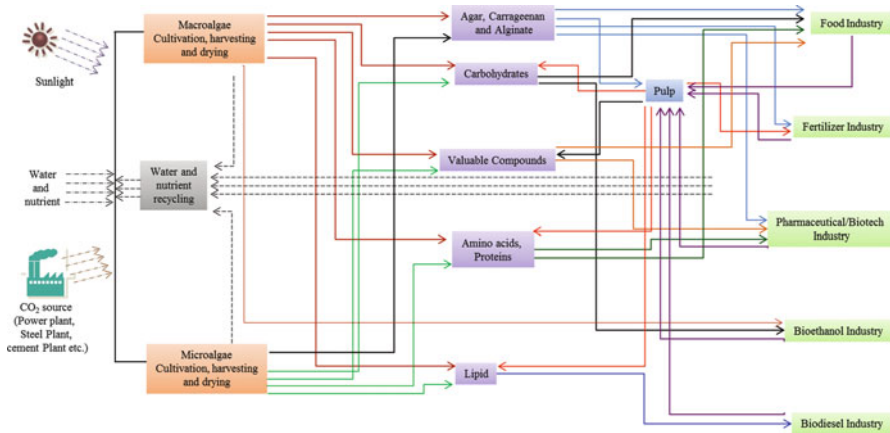 Sunlight
Water
and
nutrient
CO₂ source
(Power plant,
Steel Plant,
cement Plant etc.)
Macroalgae
Cultivation, harvesting
and drying
Water and
nutrient
recycling
Microalgae
Cultivation, harvesting
and drying
Agar, Carrageenan
and Alginate
Carbohydrates
Valuable Compounds
Amino acids,
Proteins
Lipid
Pulp
Food Industry
Fertilizer Industry
Pharmaceutical/Biotech
Industry
Bioethanol Industry
Biodiesel Industry